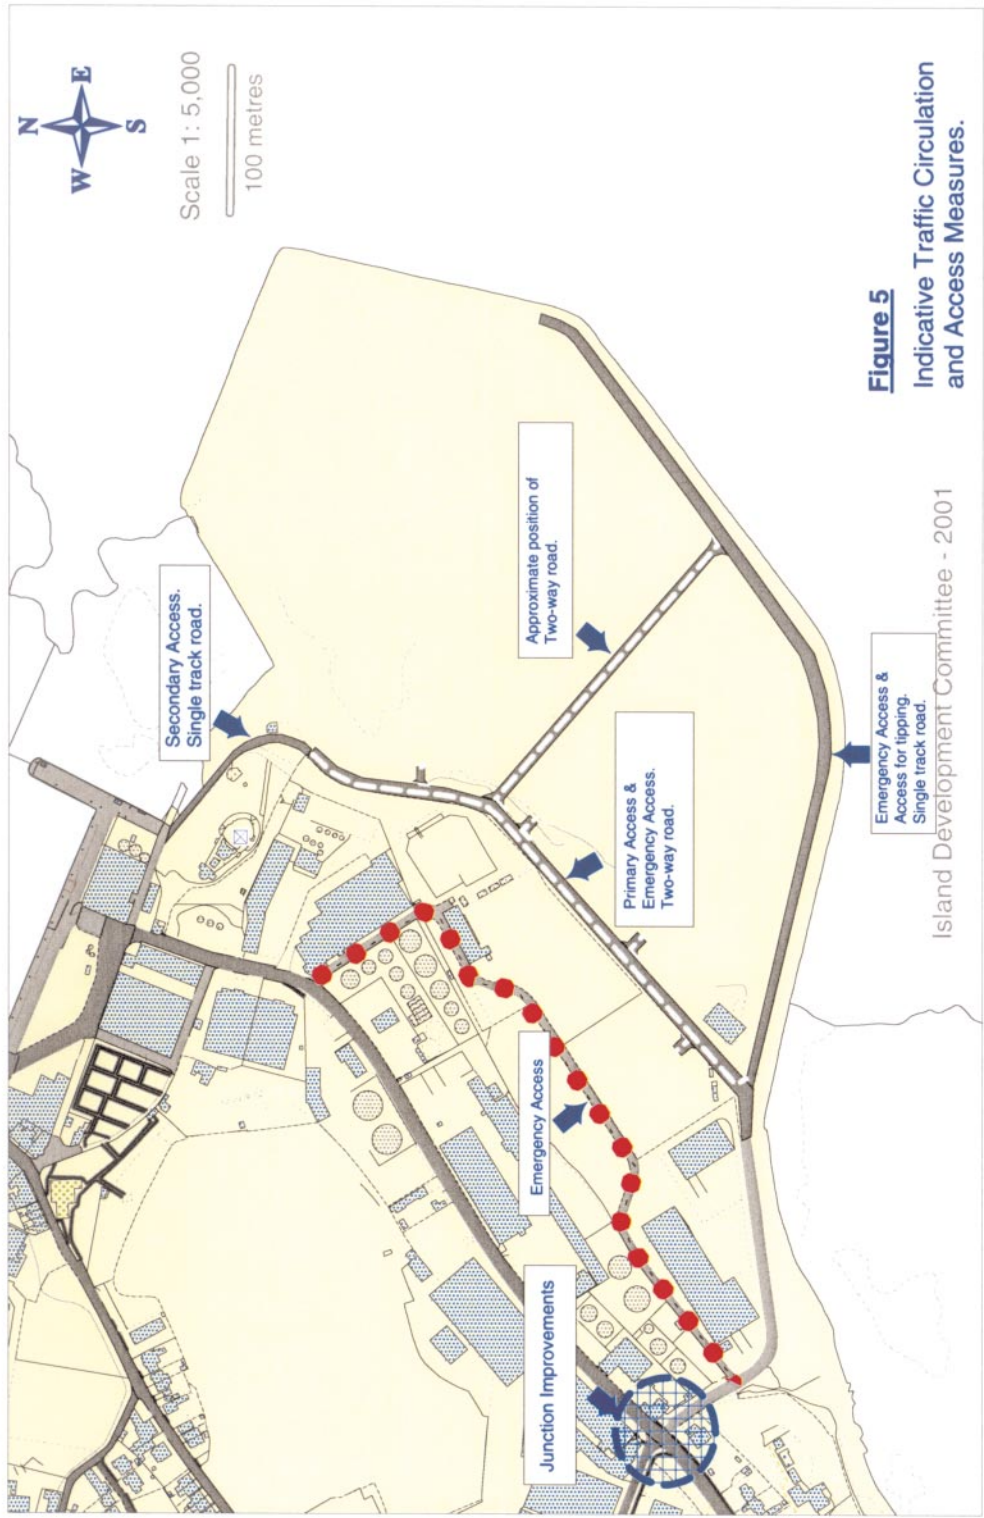 N
E
W
S
Scale 1: 5,000
100 metres
Secondary Access.
Single track road.
Approximate position of
Two-way road.
Primary Access &
Emergency Access.
Two-way road.
Emergency Access
Junction Improvements
Emergency Access &
Access for tipping.
Single track road.
Figure 5
Indicative Traffic Circulation
and Access Measures.
Island Development Committee - 2001